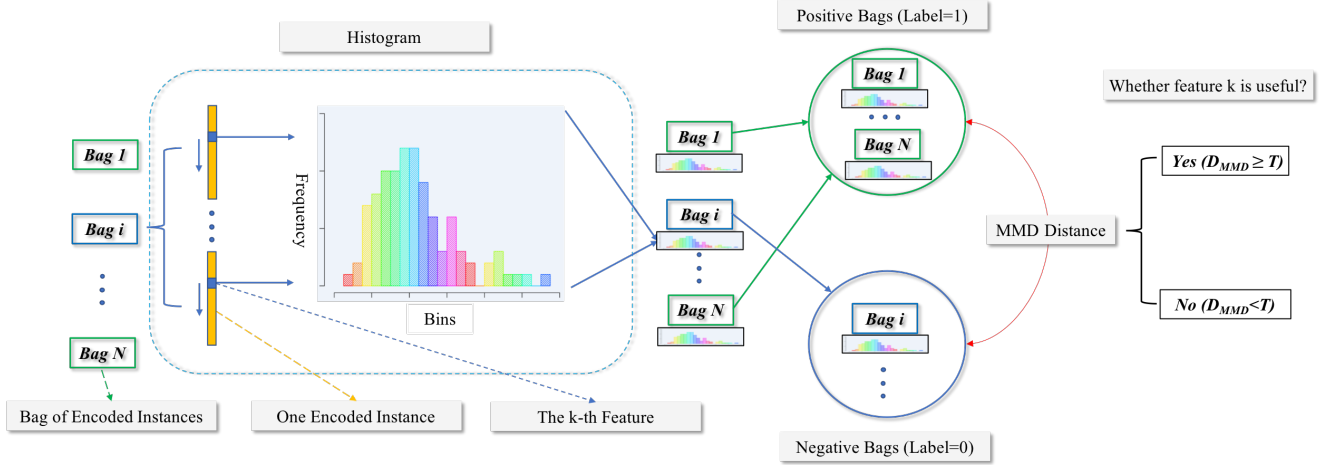 Positive Bags (Label=1)
Histogram
Bag 1
Whether feature k is useful?
Bag 1
Bag 1
Bag N
Yes (D_MMD ≥ T)
Frequency
Bag i
Bag i
MMD Distance
Bag N
No (D_MMD<T)
Bins
Bag i
Bag N
Bag of Encoded Instances
One Encoded Instance
The k-th Feature
Negative Bags (Label=0)